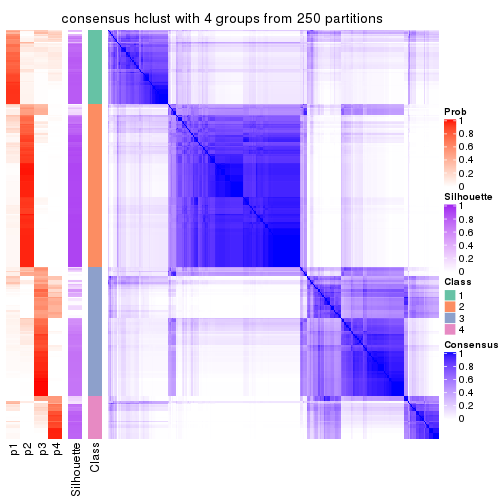 consensus hclust with 4 groups from 250 partitions
Prob
1
0.8
0.6
0.4
0.2
0
Silhouette
1
0.8
0.6
0.4
0.2
0
Class
1
2
3
4
Consensus
1
0.8
0.6
0.4
0.2
0
p1
p2
p3
p4
Silhouette
Class